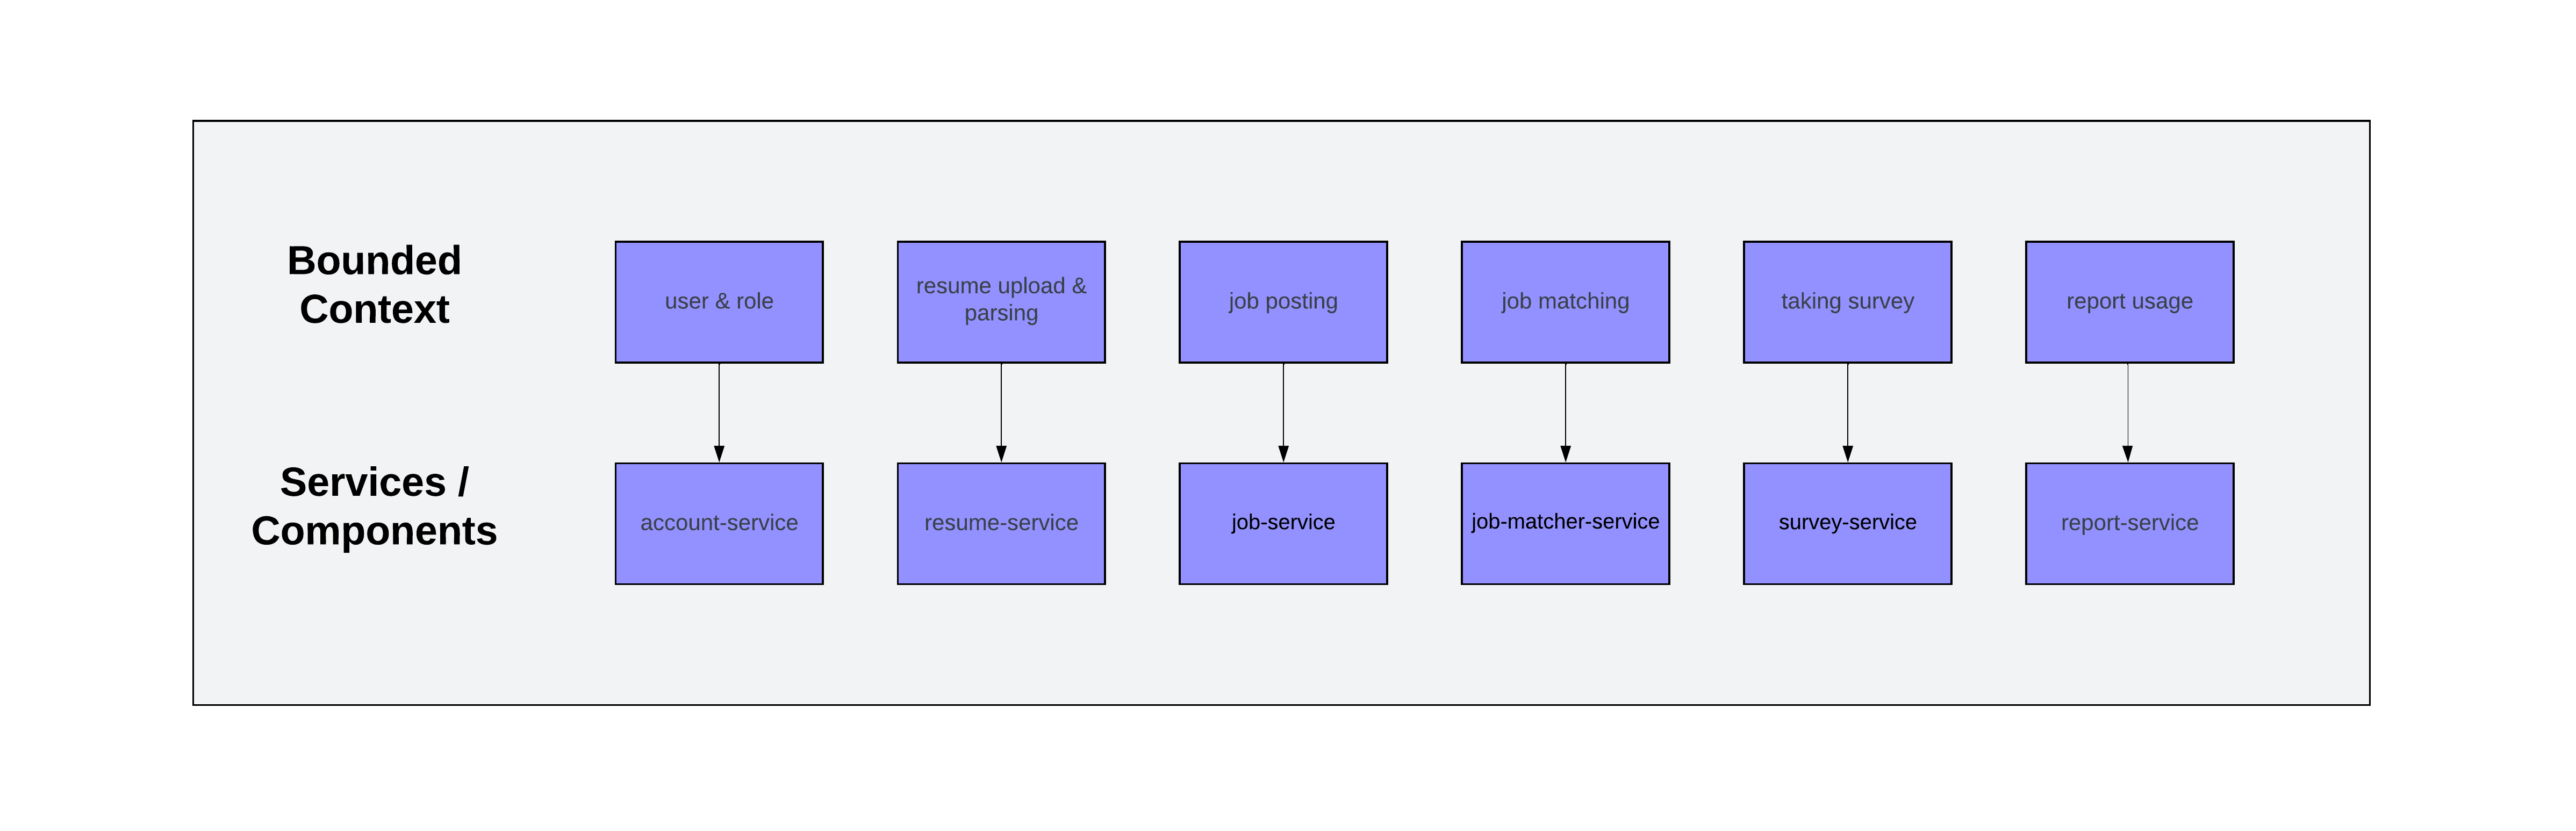 Bounded
Context
user & role
resume upload &
parsing
job posting
job matching
taking survey
report usage
Services /
Components
account-service
resume-service
job-service
job-matcher-service
survey-service
report-service